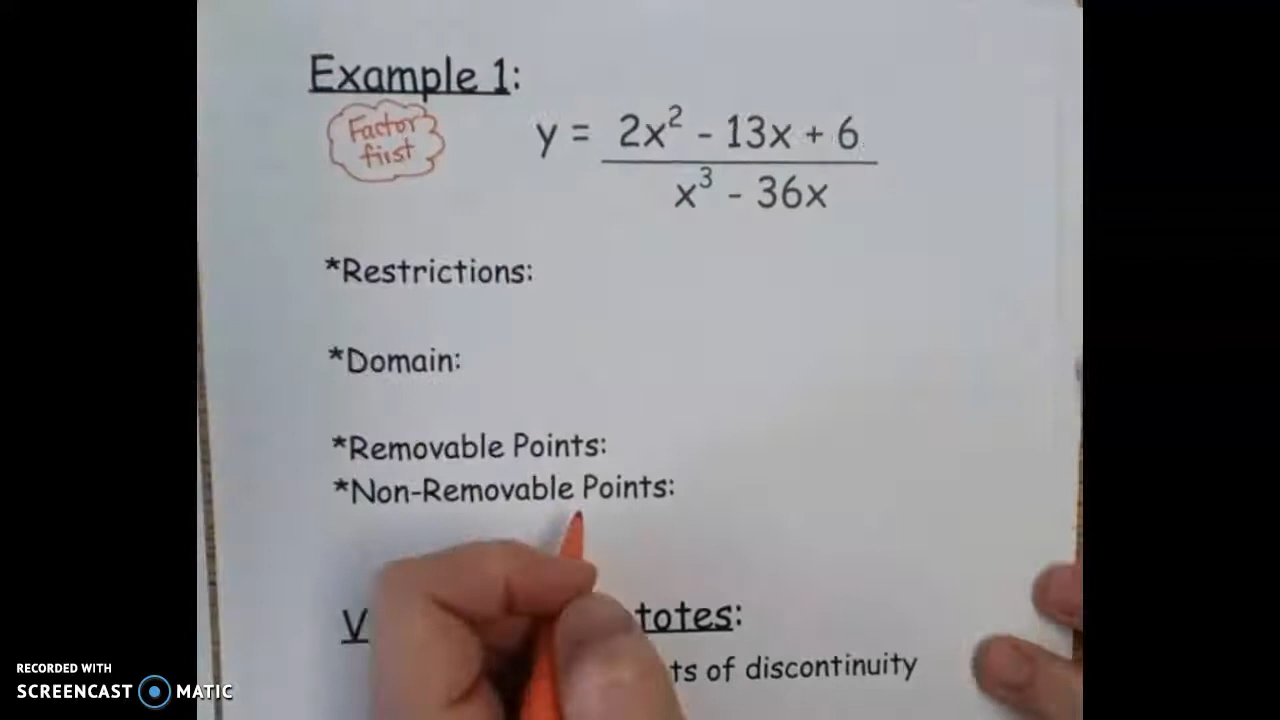 Example 1:
Factor
first
y = 2x² - 13x + 6
x³ - 36x
*Restrictions:
*Domain:
*Removable Points:
*Non-Removable Points:
V totes:
ts of discontinuity
RECORDED WITH
SCREENCAST MATIC